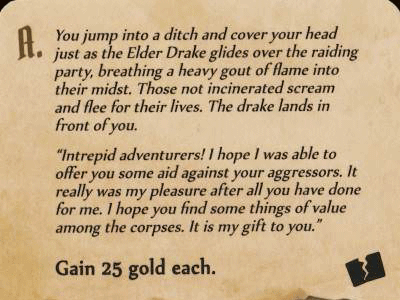 A. You jump into a ditch and cover your head
just as the Elder Drake glides over the raiding
party, breathing a heavy gout of flame into
their midst. Those not incinerated scream
and flee for their lives. The drake lands in
front of you.
“Intrepid adventurers! I hope I was able to
offer you some aid against your aggressors. It
really was my pleasure after all you have done
for me. I hope you find some things of value
among the corpses. It is my gift to you.”
Gain 25 gold each.